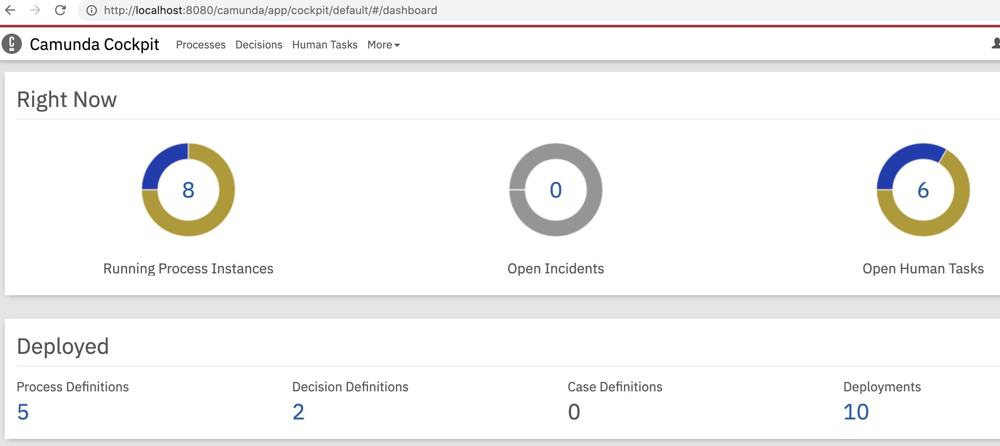 http://localhost:8080/camunda/app/cockpit/default/#/dashboard
Camunda Cockpit Processes Decisions Human Tasks More
Right Now
8 0 6
Running Process Instances Open Incidents Open Human Tasks
Deployed
Process Definitions Decision Definitions Case Definitions Deployments
5 2 0 10